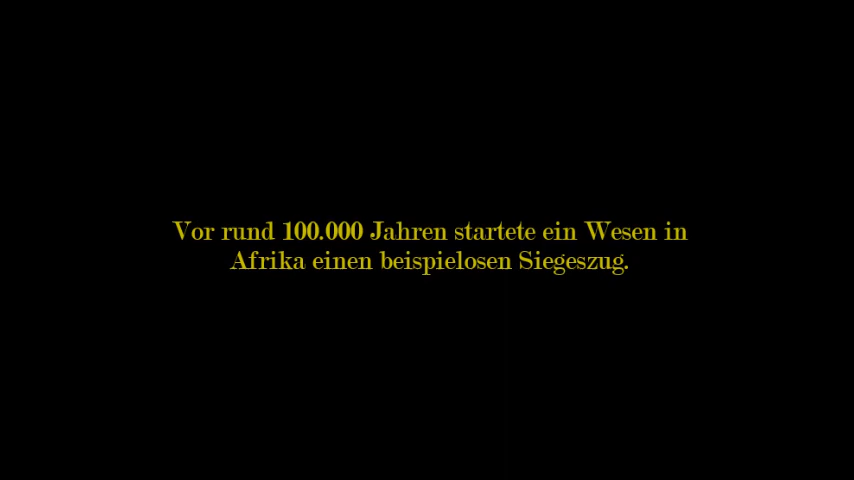 Vor rund 100.000 Jahren startete ein Wesen in
Afrika einen beispielosen Siegeszug.